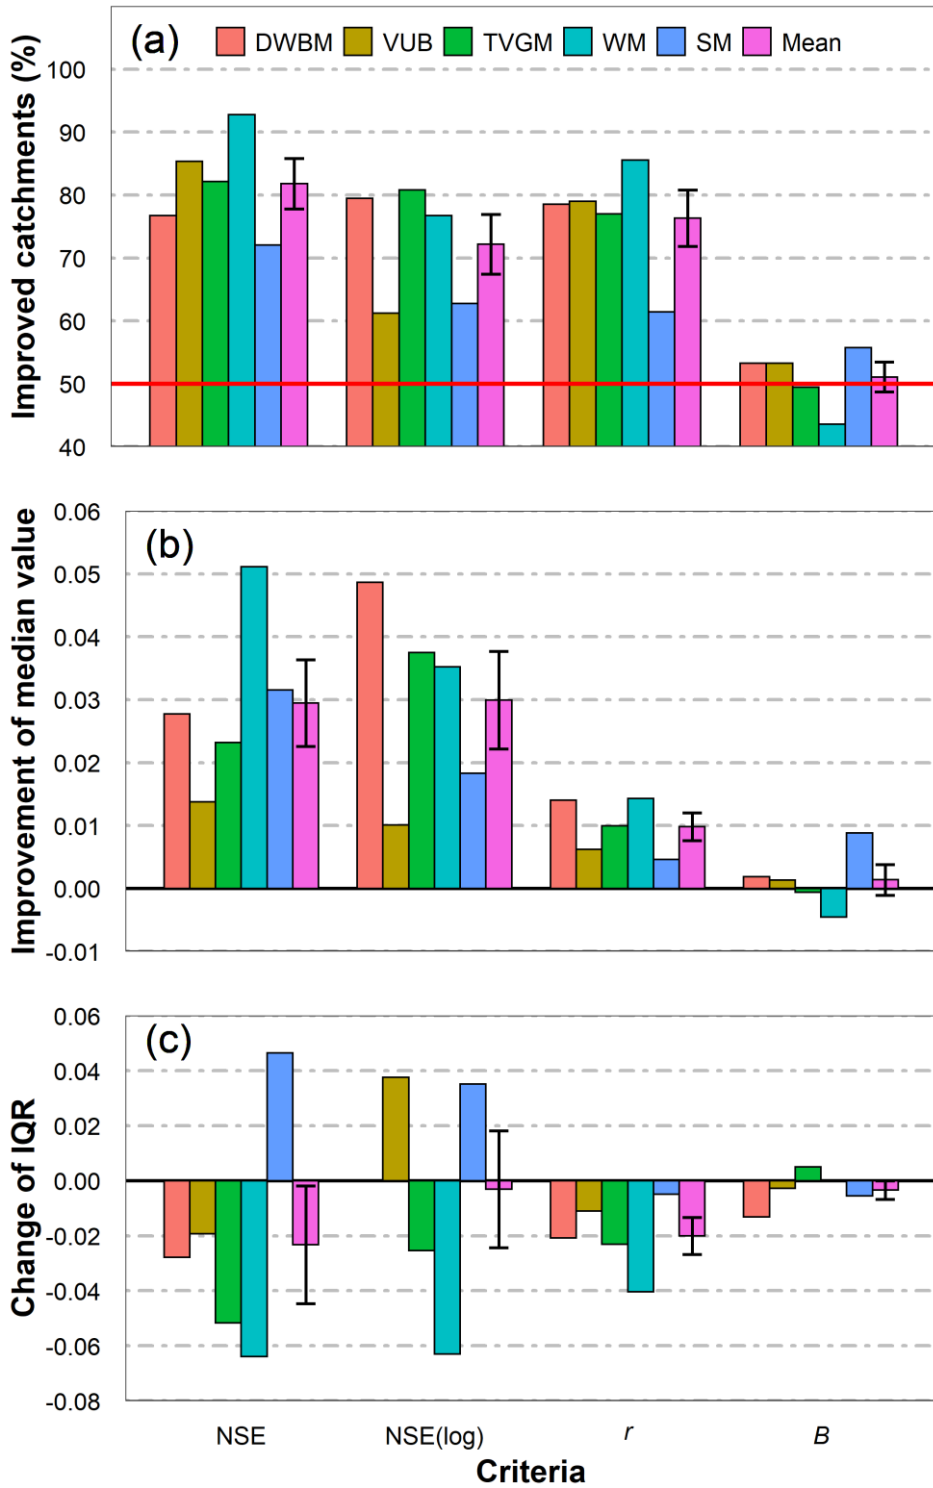 (a) DWBM VUB TVGM WM SM Mean
Improved catchments (%)
100
90
80
70
60
50
40
(b)
Improvement of median value
0.06
0.05
0.04
0.03
0.02
0.01
0.00
-0.01
(c)
Change of IQR
0.06
0.04
0.02
0.00
-0.02
-0.04
-0.06
-0.08
NSE NSE(log) r B
Criteria